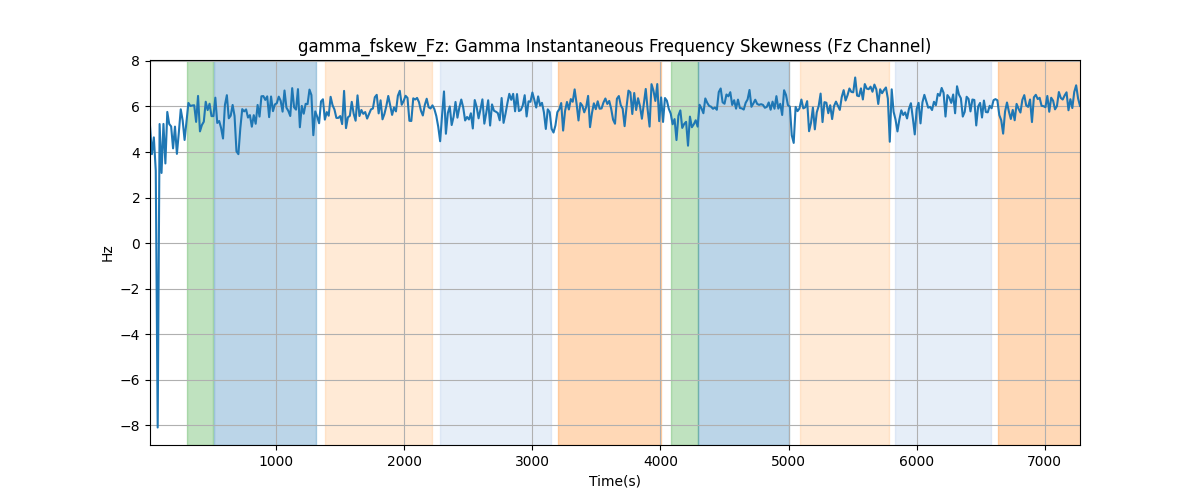 gamma_fskew_Fz: Gamma Instantaneous Frequency Skewness (Fz Channel)
8
6
4
2
0
−2
−4
−6
−8
Hz
1000 2000 3000 4000 5000 6000 7000
Time(s)